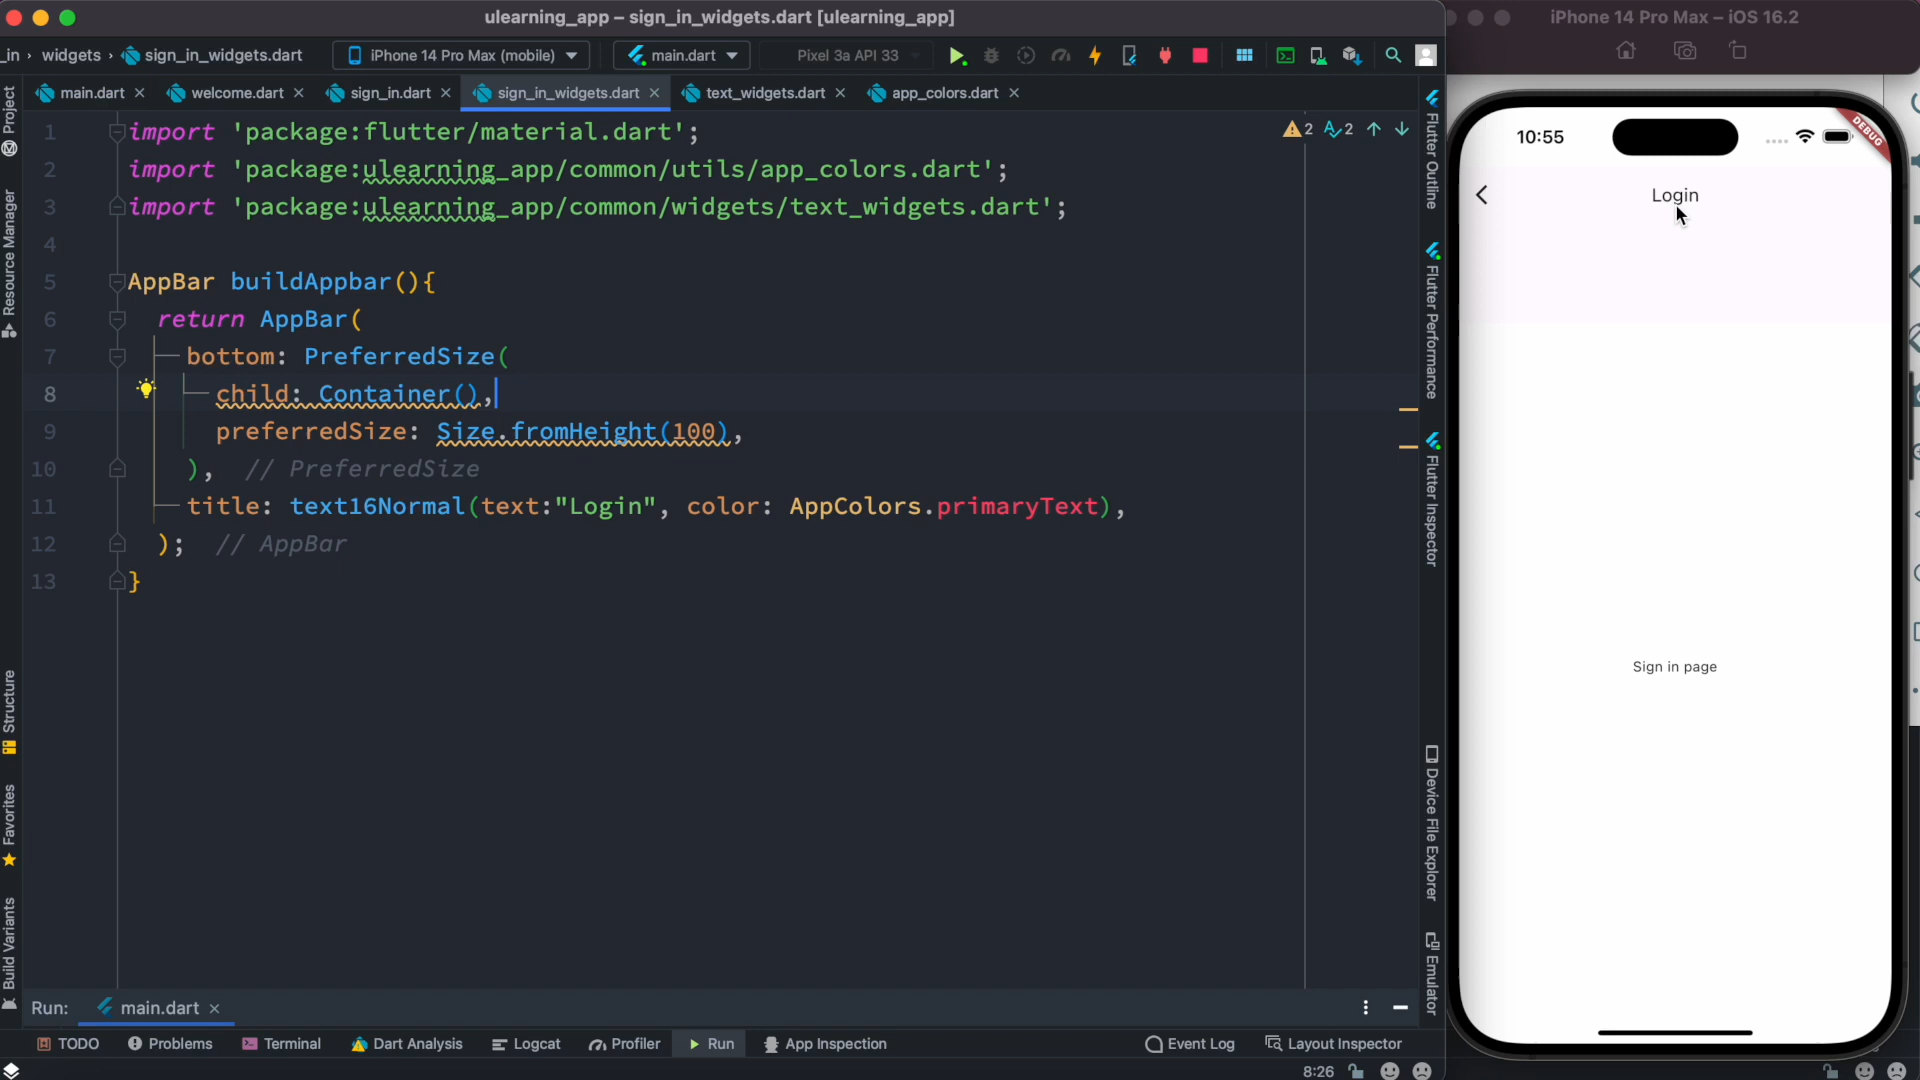 ulearning_app – sign_in_widgets.dart [ulearning_app]
iPhone 14 Pro Max – iOS 16.2
_in › widgets › sign_in_widgets.dart
iPhone 14 Pro Max (mobile)
main.dart
Pixel 3a API 33
main.dart
welcome.dart
sign_in.dart
sign_in_widgets.dart
text_widgets.dart
app_colors.dart
Project
Resource Manager
Structure
Favorites
Build Variants
1 import 'package:flutter/material.dart';
2 import 'package:ulearning_app/common/utils/app_colors.dart';
3 import 'package:ulearning_app/common/widgets/text_widgets.dart';
4
5 AppBar buildAppbar(){
6 return AppBar(
7 bottom: PreferredSize(
8 child: Container(),
9 preferredSize: Size.fromHeight(100),
10 ), // PreferredSize
11 title: text16Normal(text:"Login", color: AppColors.primaryText),
12 ); // AppBar
13 }
2
2
Flutter Outline
Flutter Performance
Flutter Inspector
Device File Explorer
Emulator
10:55
DEBUG
Login
Sign in page
Run: main.dart
TODO
Problems
Terminal
Dart Analysis
Logcat
Profiler
Run
App Inspection
Event Log
Layout Inspector
8:26